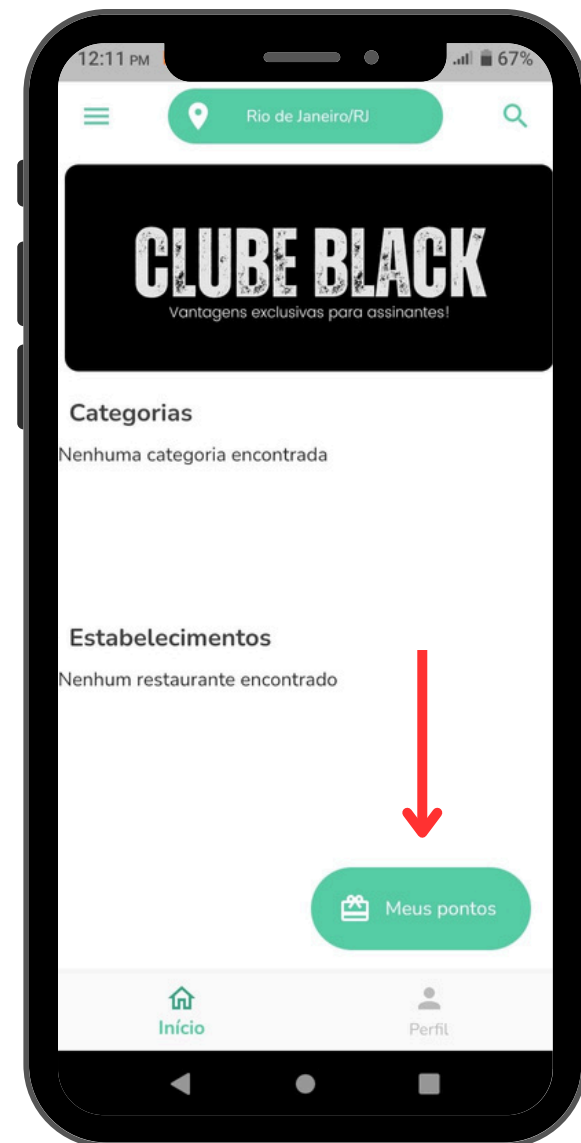 12:11 PM
67%
Rio de Janeiro/RJ
CLUBE BLACK
Vantagens exclusivas para assinantes!
Categorias
Nenhuma categoria encontrada
Estabelecimentos
Nenhum restaurante encontrado
Meus pontos
Início
Perfil